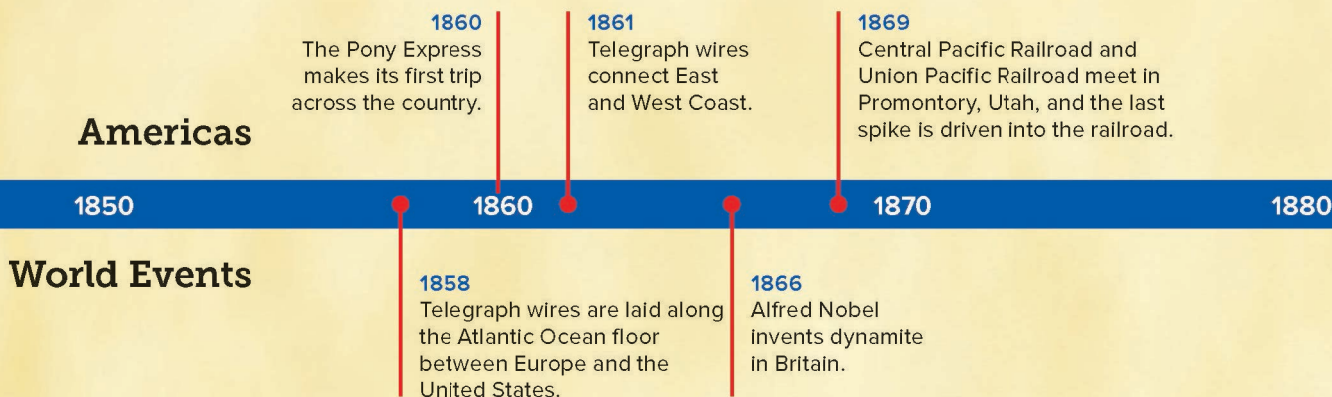 1860
The Pony Express
makes its first trip
across the country.
1861
Telegraph wires
connect East
and West Coast.
1869
Central Pacific Railroad and
Union Pacific Railroad meet in
Promontory, Utah, and the last
spike is driven into the railroad.
Americas
1850
1860
1870
1880
World Events
1858
Telegraph wires are laid along
the Atlantic Ocean floor
between Europe and the
United States.
1866
Alfred Nobel
invents dynamite
in Britain.